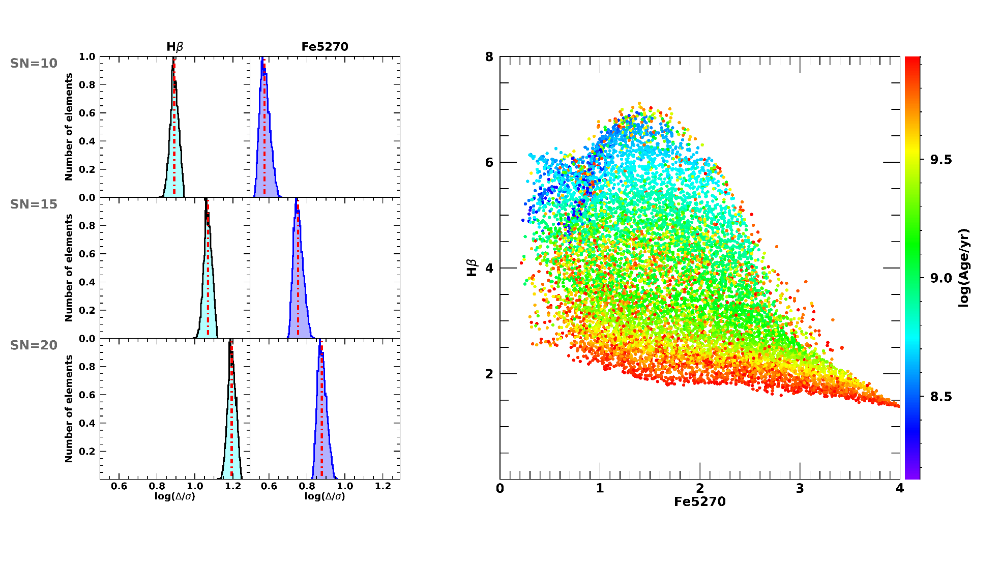 Hβ Fe5270
SN=10
1.0
0.8
0.6
0.4
0.2
0.0
Number of elements
SN=15
0.8
0.6
0.4
0.2
0.0
Number of elements
SN=20
0.8
0.6
0.4
0.2
Number of elements
0.6 0.8 1.0 1.2 0.6 0.8 1.0 1.2
log(Δ/σ) log(Δ/σ)
8
6
4
2
Hβ
0 1 2 3 4
Fe5270
9.5
9.0
8.5
log(Age/yr)